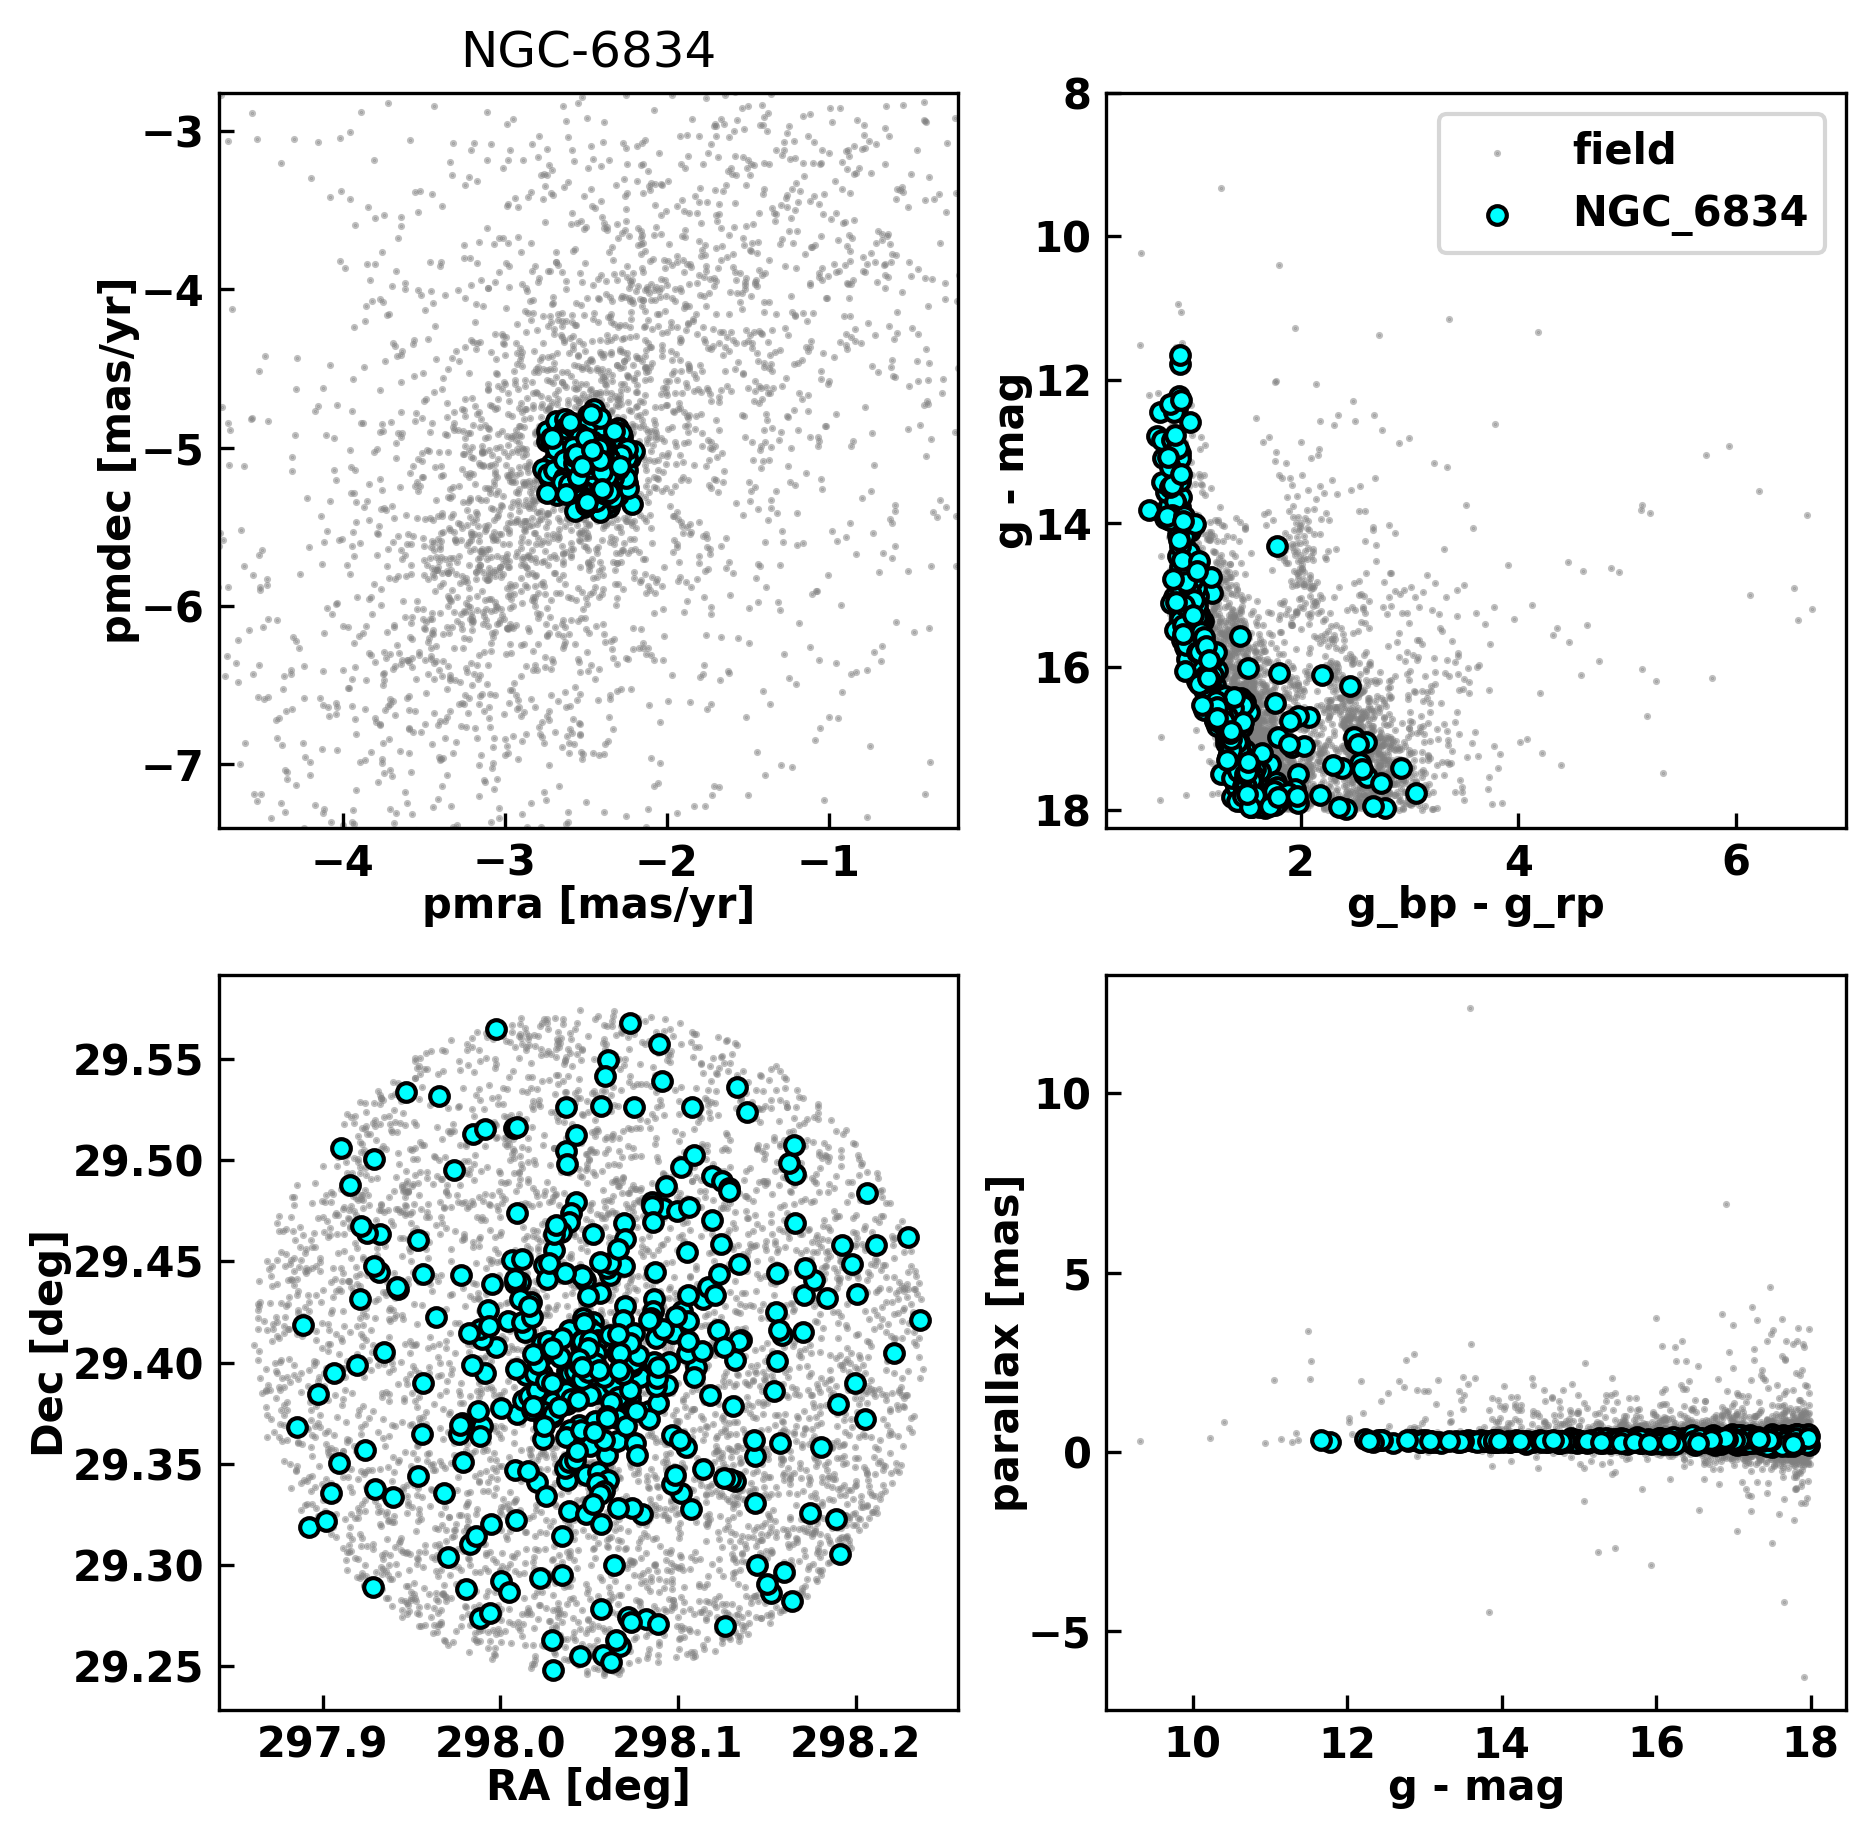 NGC-6834
−3
−4
−5
−6
−7
pmdec [mas/yr]
−4 −3 −2 −1
pmra [mas/yr]
8
10
12
14
16
18
g - mag
field
NGC_6834
2 4 6
g_bp - g_rp
29.55
29.50
29.45
29.40
29.35
29.30
29.25
Dec [deg]
297.9 298.0 298.1 298.2
RA [deg]
10
5
0
−5
parallax [mas]
10 12 14 16 18
g - mag